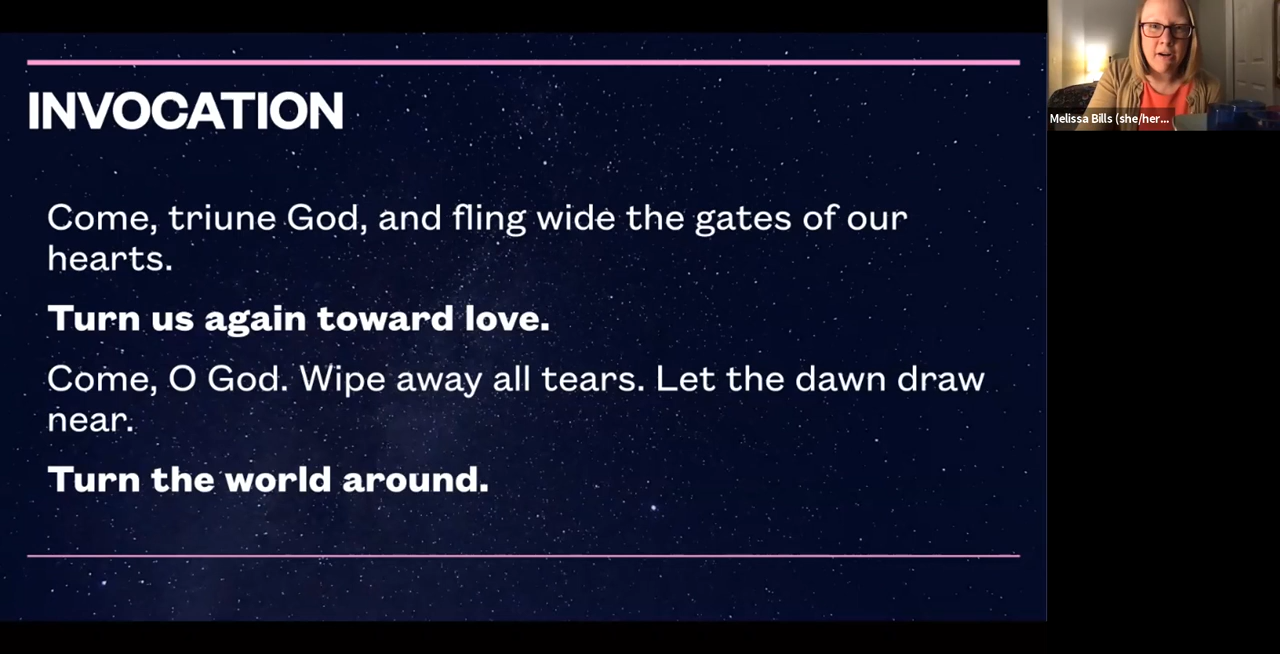 INVOCATION
Come, triune God, and fling wide the gates of our
hearts.
Turn us again toward love.
Come, O God. Wipe away all tears. Let the dawn draw
near.
Turn the world around.
Melissa Bills (she/her...